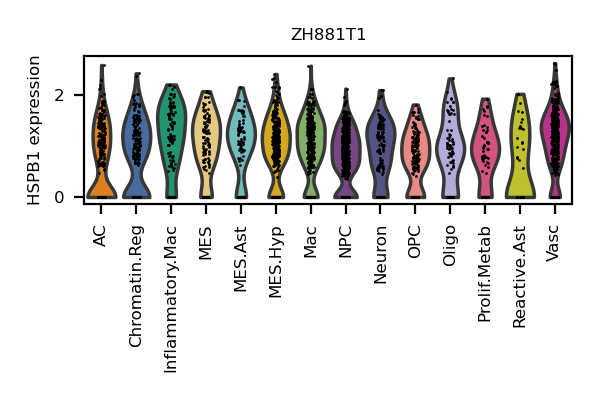 ZH881T1
HSPB1 expression
2
0
AC
Chromatin.Reg
Inflammatory.Mac
MES
MES.Ast
MES.Hyp
Mac
NPC
Neuron
OPC
Oligo
Prolif.Metab
Reactive.Ast
Vasc